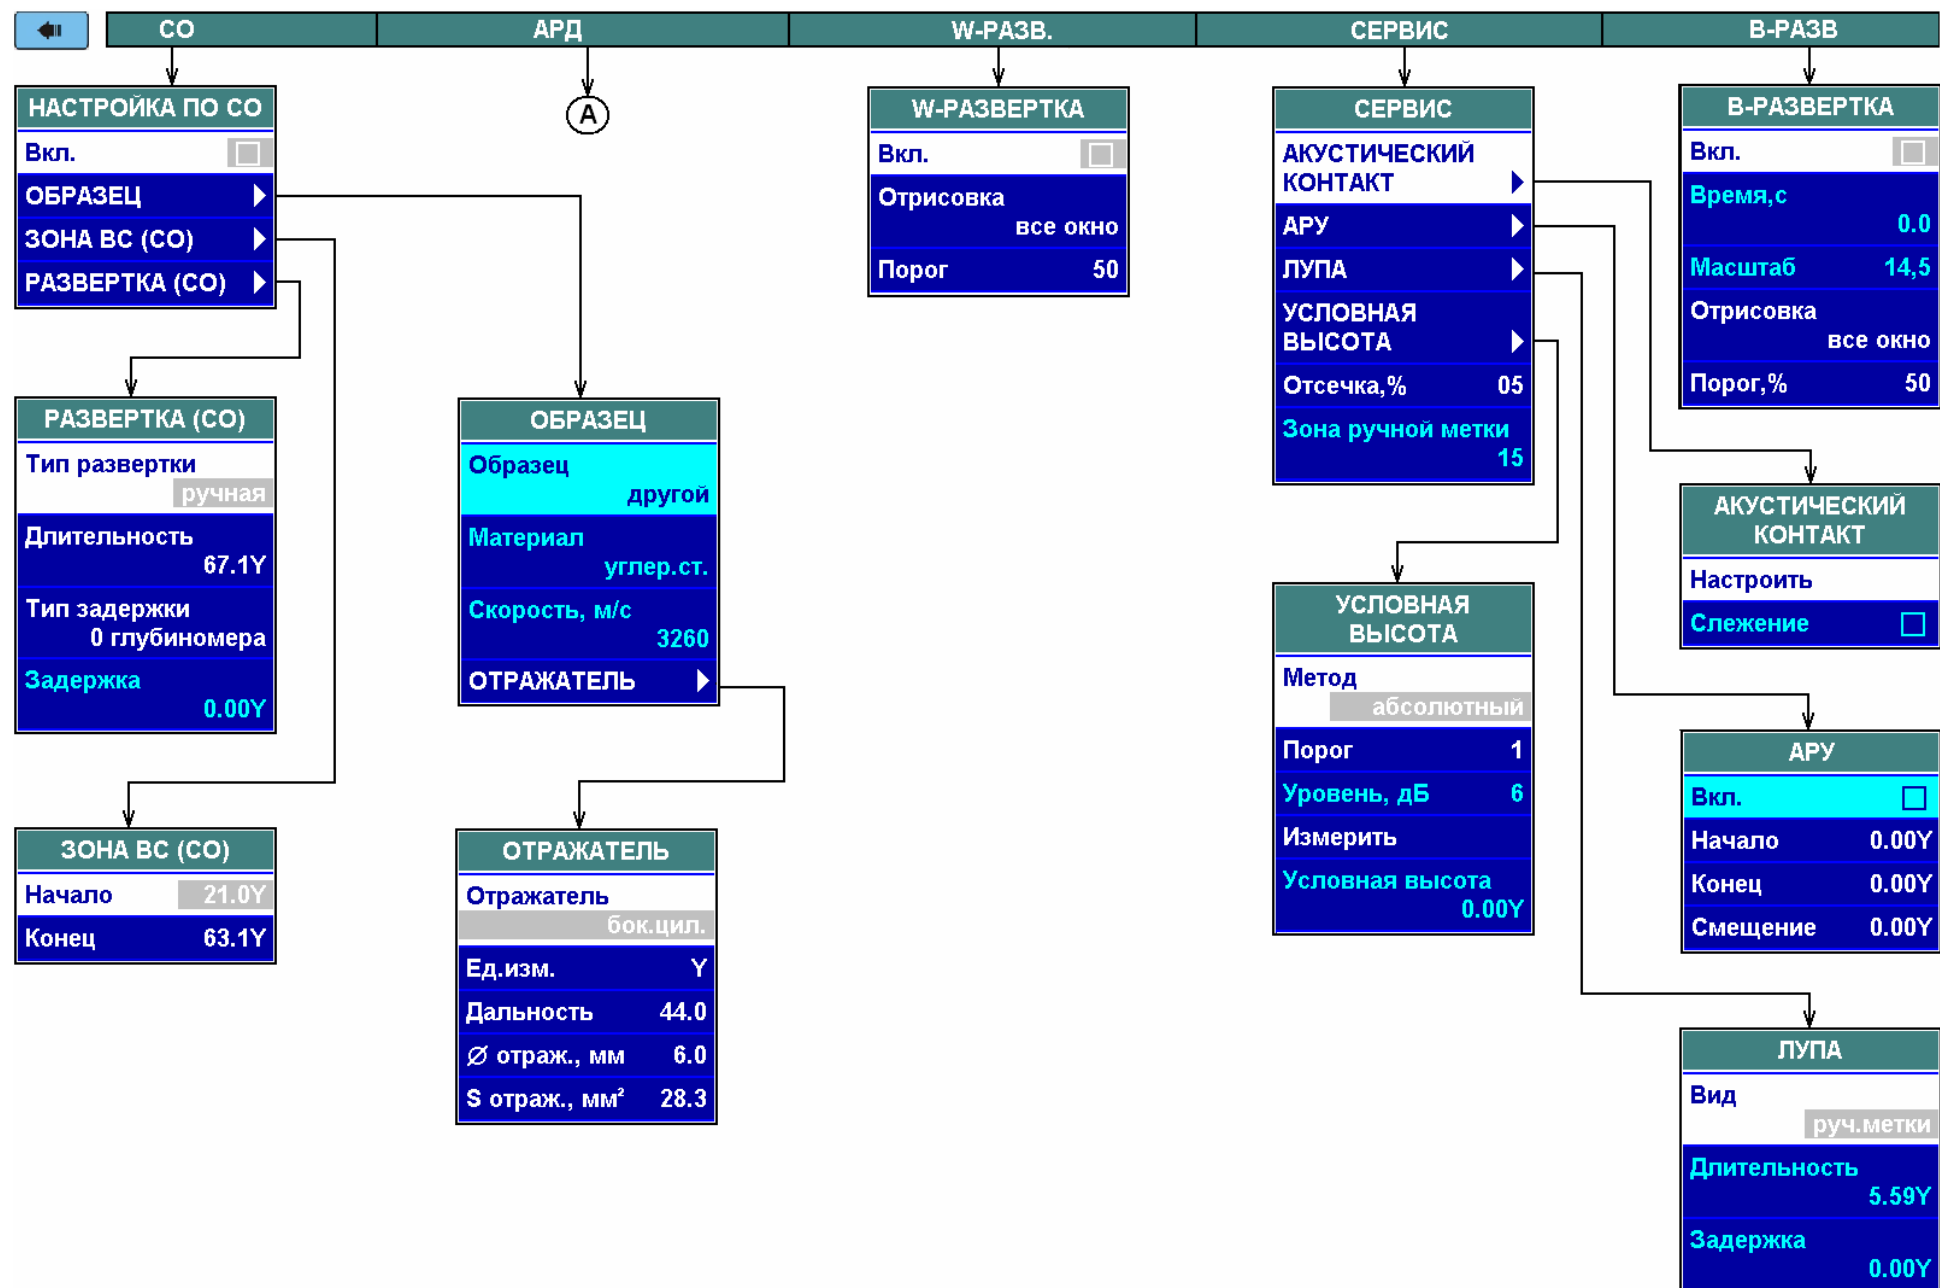 СО
АРД
W-РАЗВ.
СЕРВИС
В-РАЗВ
НАСТРОЙКА ПО СО
Вкл.
ОБРАЗЕЦ
ЗОНА ВС (СО)
РАЗВЕРТКА (СО)
А
W-РАЗВЕРТКА
Вкл.
Отрисовка
все окно
Порог 50
СЕРВИС
АКУСТИЧЕСКИЙ
КОНТАКТ
АРУ
ЛУПА
УСЛОВНАЯ
ВЫСОТА
Отсечка,% 05
Зона ручной метки
15
В-РАЗВЕРТКА
Вкл.
Время,с
0.0
Масштаб 14,5
Отрисовка
все окно
Порог,% 50
РАЗВЕРТКА (СО)
Тип развертки
ручная
Длительность
67.1Y
Тип задержки
0 глубиномера
Задержка
0.00Y
ОБРАЗЕЦ
Образец
другой
Материал
углер.ст.
Скорость, м/с
3260
ОТРАЖАТЕЛЬ
АКУСТИЧЕСКИЙ
КОНТАКТ
Настроить
Слежение
УСЛОВНАЯ
ВЫСОТА
Метод
абсолютный
Порог 1
Уровень, дБ 6
Измерить
Условная высота
0.00Y
АРУ
Вкл.
Начало 0.00Y
Конец 0.00Y
Смещение 0.00Y
ЗОНА ВС (СО)
Начало 21.0Y
Конец 63.1Y
ОТРАЖАТЕЛЬ
Отражатель
бок.цил.
Ед.изм. Y
Дальность 44.0
∅ отраж., мм 6.0
S отраж., мм² 28.3
ЛУПА
Вид
руч.метки
Длительность
5.59Y
Задержка
0.00Y